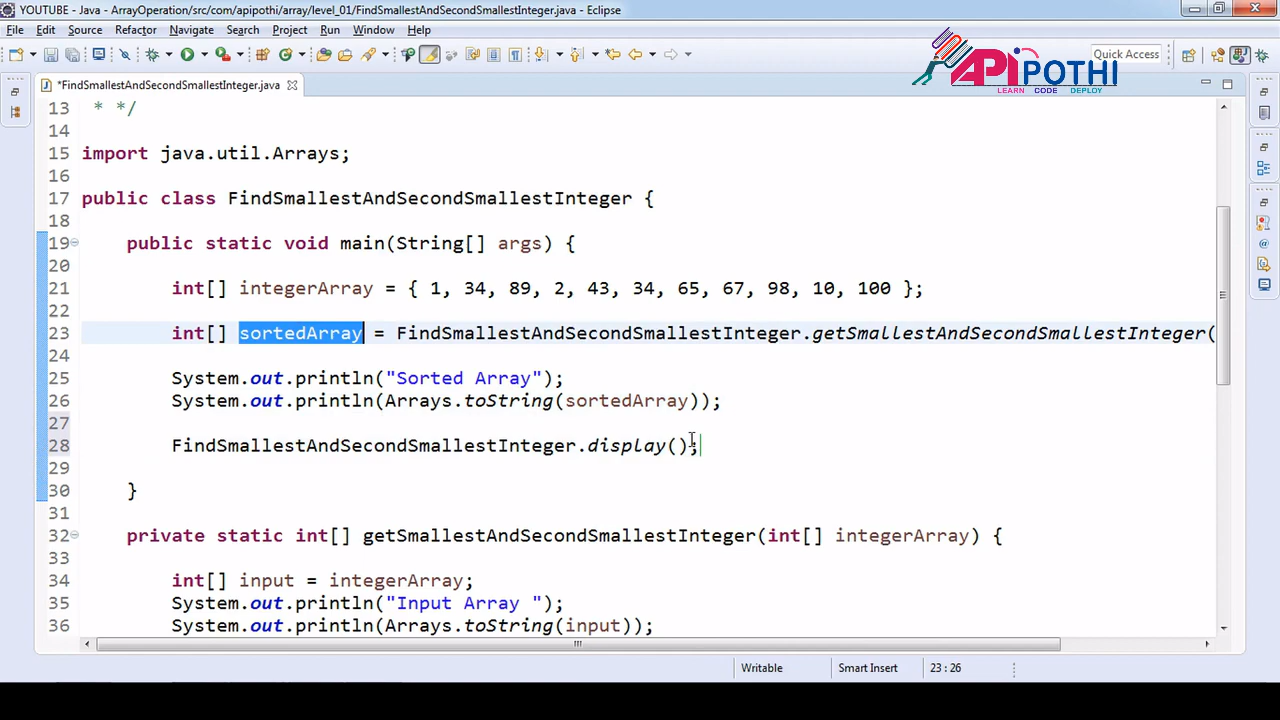 YOUTUBE - Java - ArrayOperation/src/com/apipothi/array/level_01/FindSmallestAndSecondSmallestInteger.java - Eclipse
File Edit Source Refactor Navigate Search Project Run Window Help
Quick Access
APIPOTHI
LEARN CODE DEPLOY
*FindSmallestAndSecondSmallestInteger.java
13 * */
14
15 import java.util.Arrays;
16
17 public class FindSmallestAndSecondSmallestInteger {
18
19 public static void main(String[] args) {
20
21 int[] integerArray = { 1, 34, 89, 2, 43, 34, 65, 67, 98, 10, 100 };
22
23 int[] sortedArray = FindSmallestAndSecondSmallestInteger.getSmallestAndSecondSmallestInteger(
24
25 System.out.println("Sorted Array");
26 System.out.println(Arrays.toString(sortedArray));
27
28 FindSmallestAndSecondSmallestInteger.display();
29
30 }
31
32 private static int[] getSmallestAndSecondSmallestInteger(int[] integerArray) {
33
34 int[] input = integerArray;
35 System.out.println("Input Array ");
36 System.out.println(Arrays.toString(input));
Writable Smart Insert 23 : 26